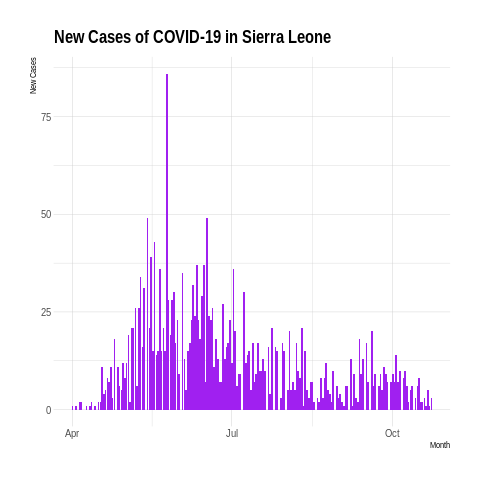 New Cases of COVID-19 in Sierra Leone
New Cases
75
50
25
0
Apr
Jul
Oct
Month